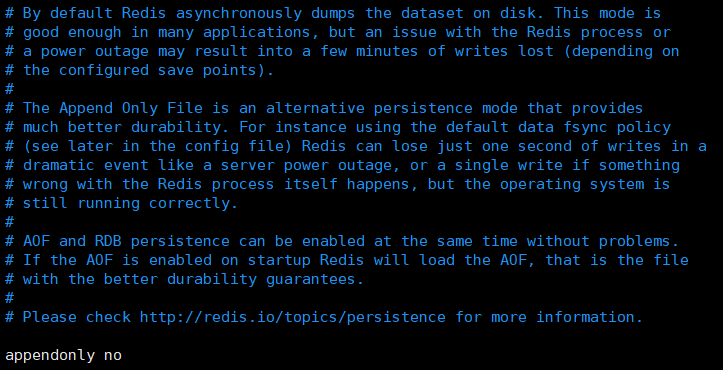 # By default Redis asynchronously dumps the dataset on disk. This mode is
# good enough in many applications, but an issue with the Redis process or
# a power outage may result into a few minutes of writes lost (depending on
# the configured save points).
#
# The Append Only File is an alternative persistence mode that provides
# much better durability. For instance using the default data fsync policy
# (see later in the config file) Redis can lose just one second of writes in a
# dramatic event like a server power outage, or a single write if something
# wrong with the Redis process itself happens, but the operating system is
# still running correctly.
#
# AOF and RDB persistence can be enabled at the same time without problems.
# If the AOF is enabled on startup Redis will load the AOF, that is the file
# with the better durability guarantees.
#
# Please check http://redis.io/topics/persistence for more information.
appendonly no